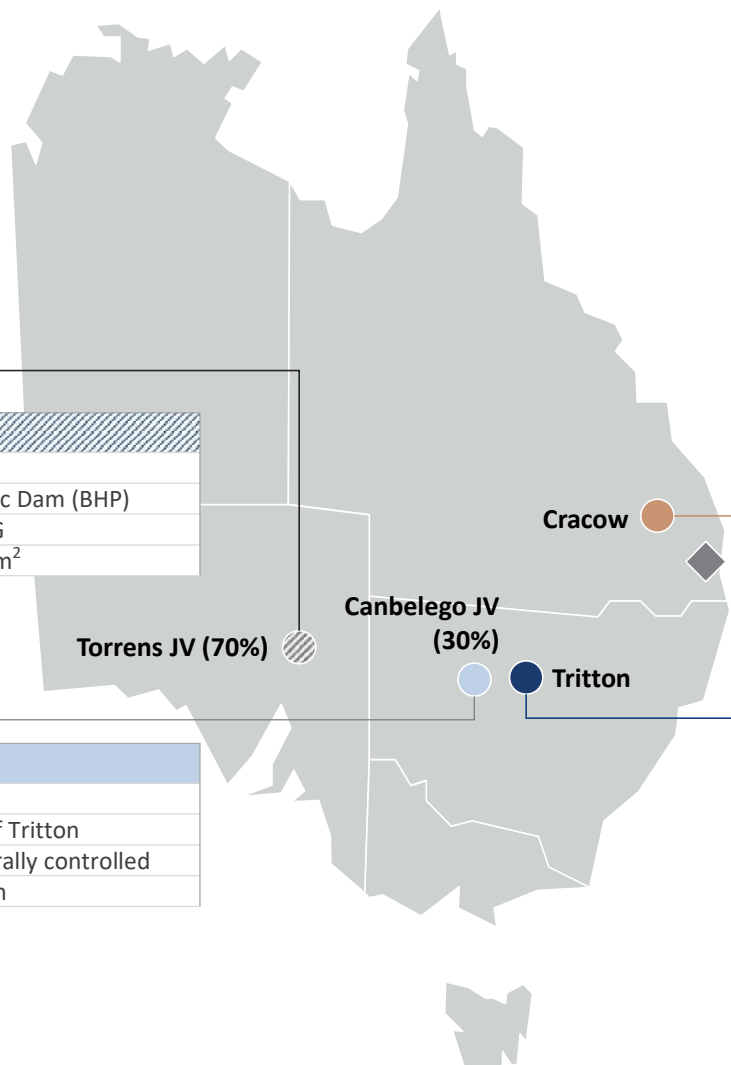 c Dam (BHP)
m²
Cracow
Canbelego JV
(30%)
Torrens JV (70%)
Tritton
f Tritton
rally controlled